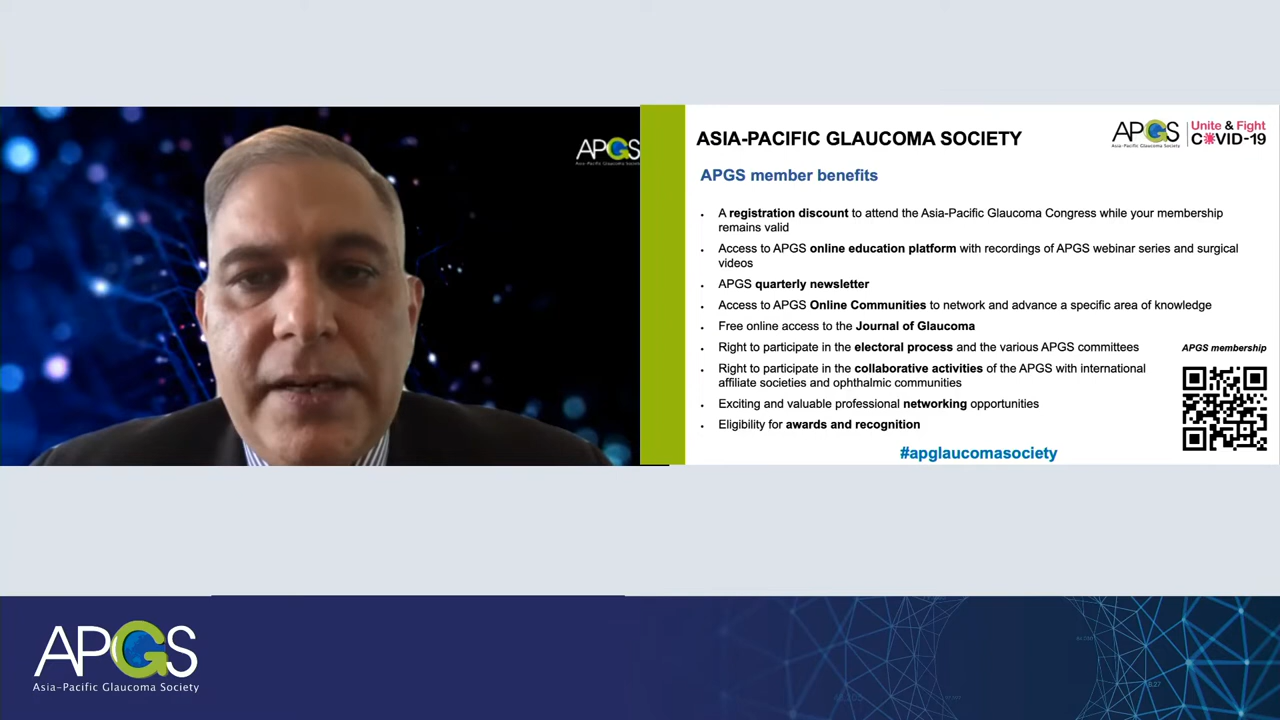 APGS
Asia-Pacific Glaucoma Society
ASIA-PACIFIC GLAUCOMA SOCIETY
APGS
Asia-Pacific Glaucoma Society
Unite & Fight
COVID-19
APGS member benefits
• A registration discount to attend the Asia-Pacific Glaucoma Congress while your membership
remains valid
• Access to APGS online education platform with recordings of APGS webinar series and surgical
videos
• APGS quarterly newsletter
• Access to APGS Online Communities to network and advance a specific area of knowledge
• Free online access to the Journal of Glaucoma
• Right to participate in the electoral process and the various APGS committees
• Right to participate in the collaborative activities of the APGS with international
affiliate societies and ophthalmic communities
• Exciting and valuable professional networking opportunities
• Eligibility for awards and recognition
APGS membership
#apglaucomasociety
APGS
Asia-Pacific Glaucoma Society